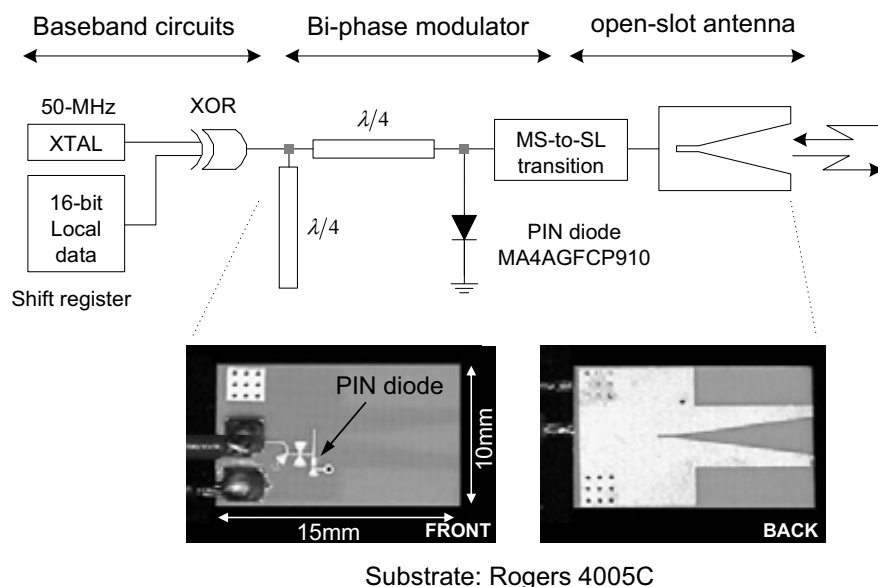 Baseband circuits
Bi-phase modulator
open-slot antenna
50-MHz
XOR
XTAL
16-bit
Local
data
Shift register
λ/4
λ/4
MS-to-SL
transition
PIN diode
MA4AGFCP910
PIN diode
10mm
15mm
FRONT
BACK
Substrate: Rogers 4005C